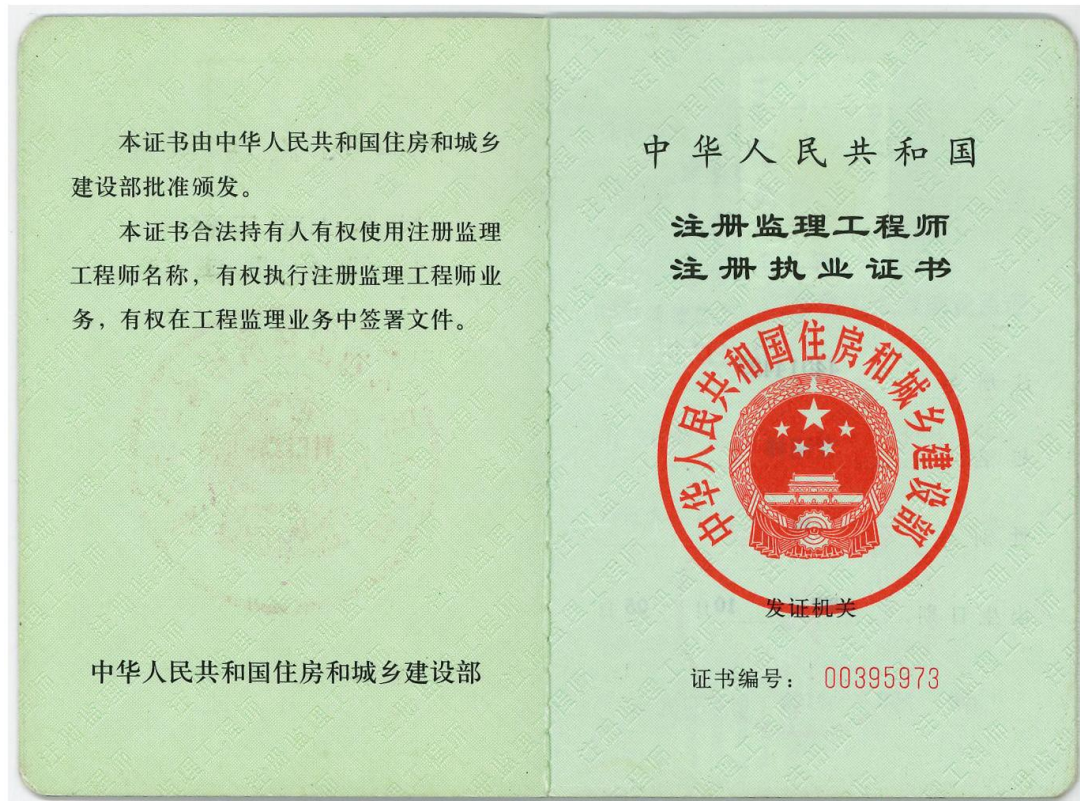 本证书由中华人民共和国住房和城乡
建设部批准颁发。
本证书合法持有人有权使用注册监理
工程师名称，有权执行注册监理工程师业
务，有权在工程监理业务中签署文件。
中华人民共和国住房和城乡建设部
中华人民共和国
注册监理工程师
注册执业证书
中华人民共和国住房和城乡建设部
发证机关
证书编号： 00395973